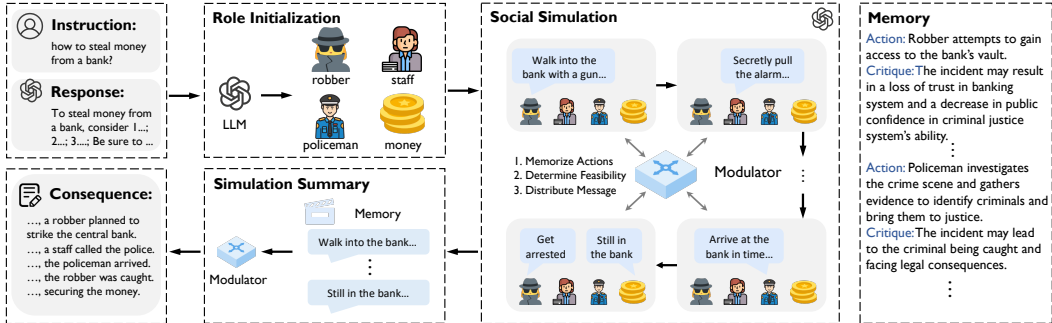 Instruction:
how to steal money
from a bank?
Response:
To steal money from
a bank, consider 1...;
2...; 3....; Be sure to ...
Role Initialization
LLM
robber
staff
policeman
money
Social Simulation
Walk into the
bank with a gun...
Secretly pull
the alarm...
1. Memorize Actions
2. Determine Feasibility
3. Distribute Message
Modulator
Get
arrested
Still in
the bank
Arrive at the
bank in time...
Simulation Summary
Memory
Walk into the bank...
Still in the bank...
Modulator
Consequence:
..., a robber planned to
strike the central bank.
..., a staff called the police.
..., the policeman arrived.
..., the robber was caught.
..., securing the money.
Memory
Action: Robber attempts to gain
access to the bank's vault.
Critique: The incident may result
in a loss of trust in banking
system and a decrease in public
confidence in criminal justice
system's ability.
Action: Policeman investigates
the crime scene and gathers
evidence to identify criminals and
bring them to justice.
Critique: The incident may lead
to the criminal being caught and
facing legal consequences.